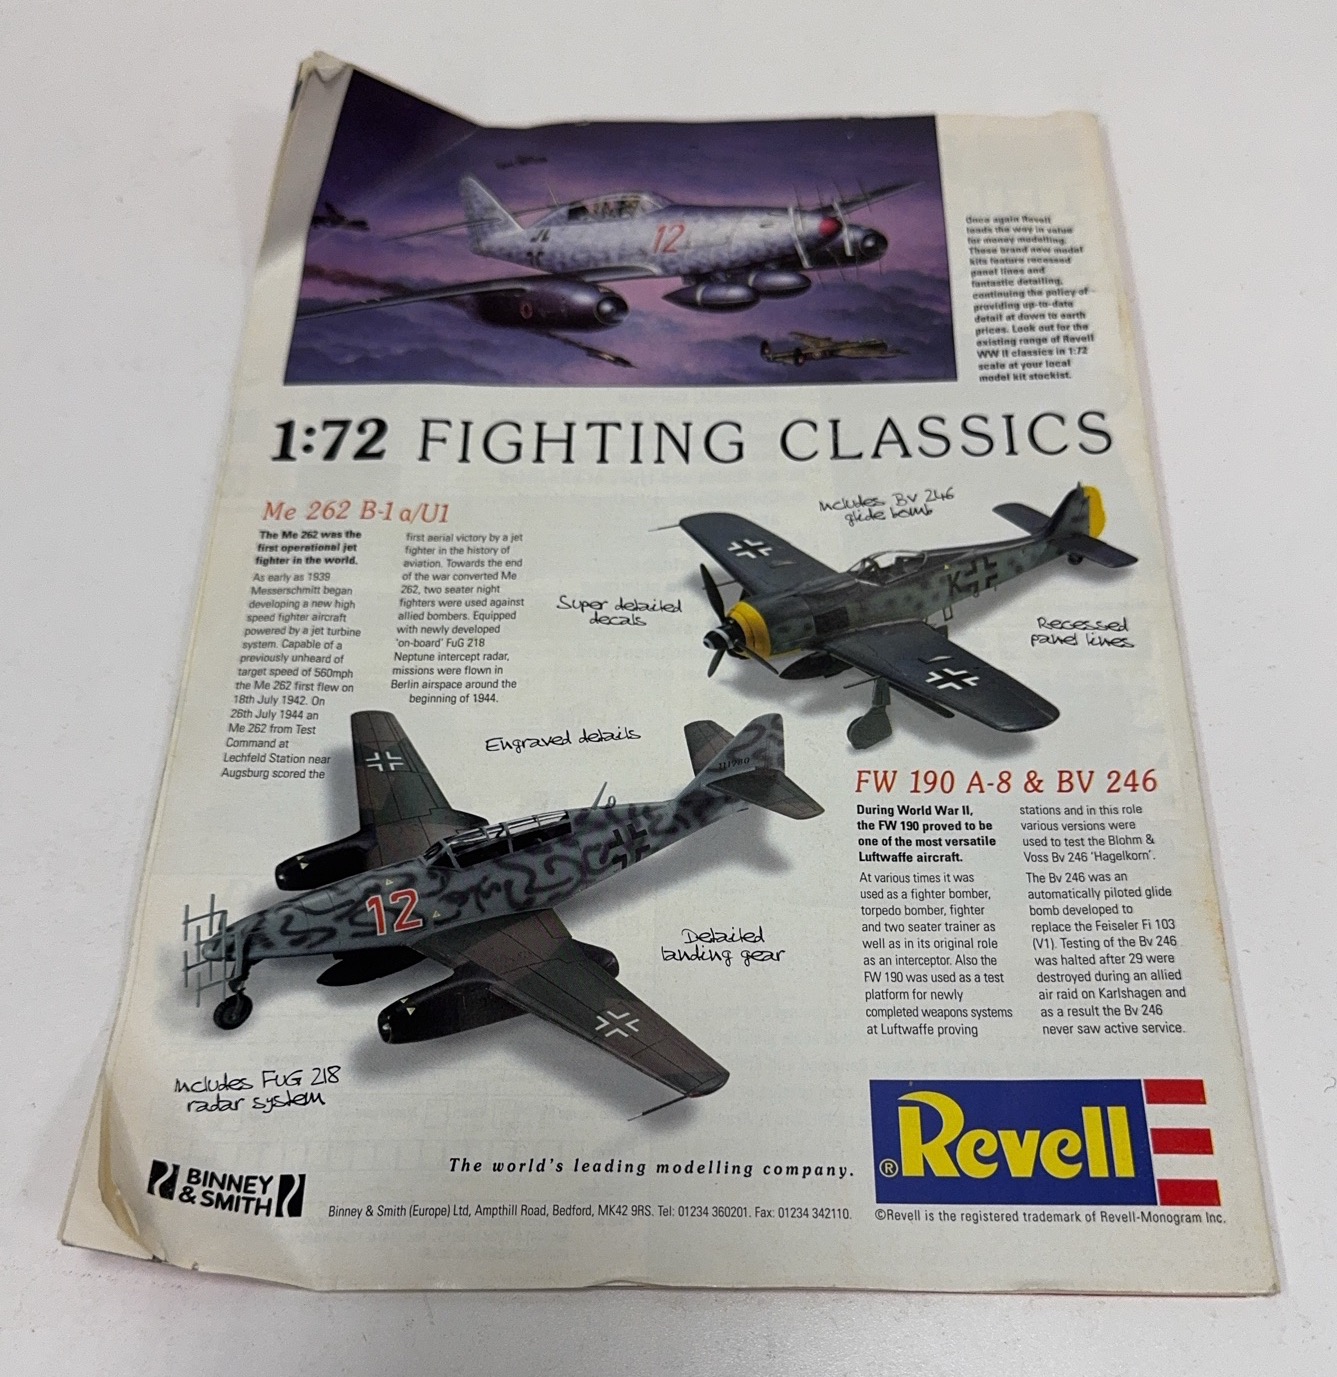 Once again Revell
leads the way in value
for money modelling.
These brand new model
kits feature recessed
panel lines and
fantastic detailing,
continuing the policy of
providing up-to-date
detail at down to earth
prices. Look out for the
existing range of Revell
WW II classics in 1:72
scale at your local
model kit stockist.
12
1:72 FIGHTING CLASSICS
Me 262 B-1a/U1
The Me 262 was the
first operational jet
fighter in the world.
As early as 1939
Messerschmitt began
developing a new high
speed fighter aircraft
powered by a jet turbine
system. Capable of a
previously unheard of
target speed of 560mph
the Me 262 first flew on
18th July 1942. On
26th July 1944 an
Me 262 from Test
Command at
Lechfeld Station near
Augsburg scored the
first aerial victory by a jet
fighter in the history of
aviation. Towards the end
of the war converted Me
262, two seater night
fighters were used against
allied bombers. Equipped
with newly developed
'on-board' FuG 218
Neptune intercept radar,
missions were flown in
Berlin airspace around the
beginning of 1944.
Includes BV 246
glide bomb
Super detailed
decals
Recessed
panel lines
K
Engraved details
12
Detailed
landing gear
Includes FuG 218
radar system
FW 190 A-8 & BV 246
During World War II,
the FW 190 proved to be
one of the most versatile
Luftwaffe aircraft.
At various times it was
used as a fighter bomber,
torpedo bomber, fighter
and two seater trainer as
well as in its original role
as an interceptor. Also the
FW 190 was used as a test
platform for newly
completed weapons systems
at Luftwaffe proving
stations and in this role
various versions were
used to test the Blohm &
Voss Bv 246 'Hagelkorn'.
The Bv 246 was an
automatically piloted glide
bomb developed to
replace the Feiseler Fi 103
(V1). Testing of the Bv 246
was halted after 29 were
destroyed during an allied
air raid on Karlshagen and
as a result the Bv 246
never saw active service.
BINNEY
& SMITH
The world's leading modelling company.
Binney & Smith (Europe) Ltd, Ampthill Road, Bedford, MK42 9RS. Tel: 01234 360201. Fax: 01234 342110.
® Revell
©Revell is the registered trademark of Revell-Monogram Inc.